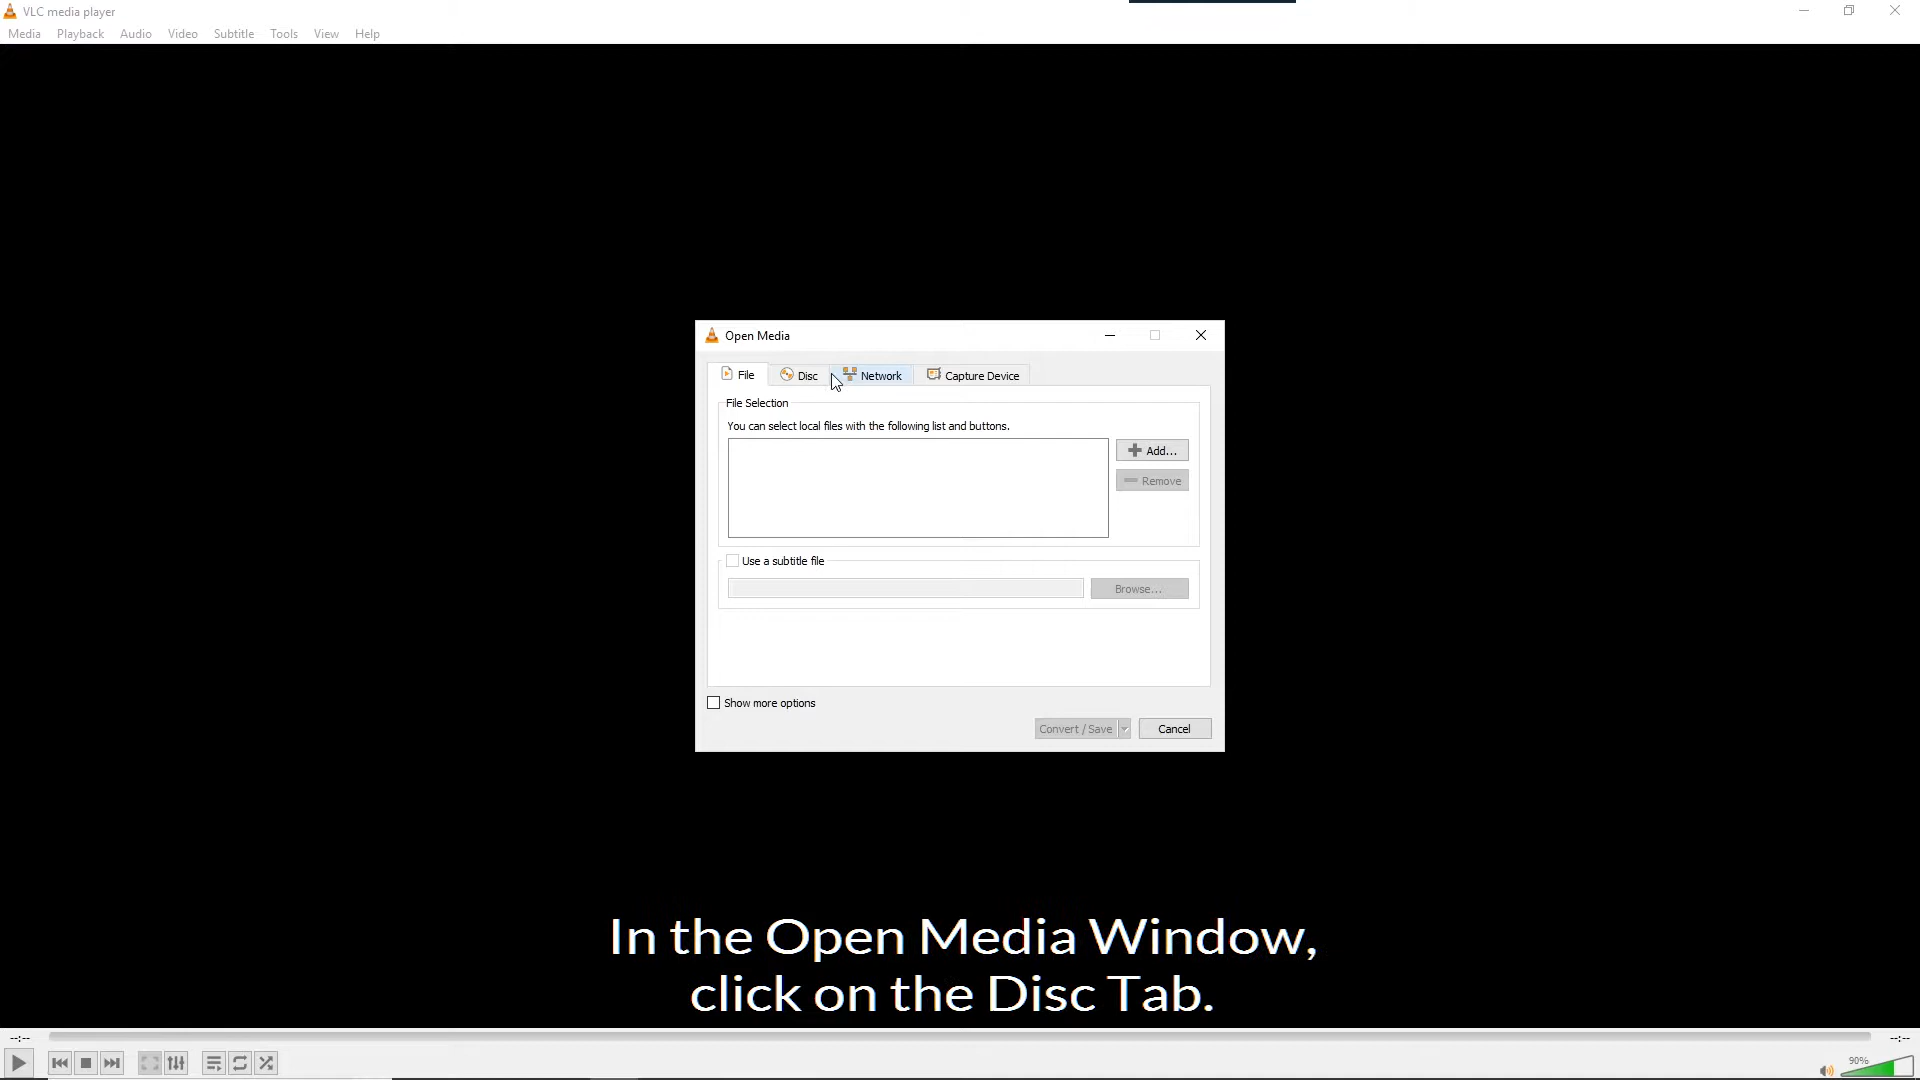 VLC media player
Media Playback Audio Video Subtitle Tools View Help
Open Media
File Disc Network Capture Device
File Selection
You can select local files with the following list and buttons.
Add...
Remove
Use a subtitle file
Browse...
Show more options
Convert / Save Cancel
In the Open Media Window,
click on the Disc Tab.
--:-- --:--
90%